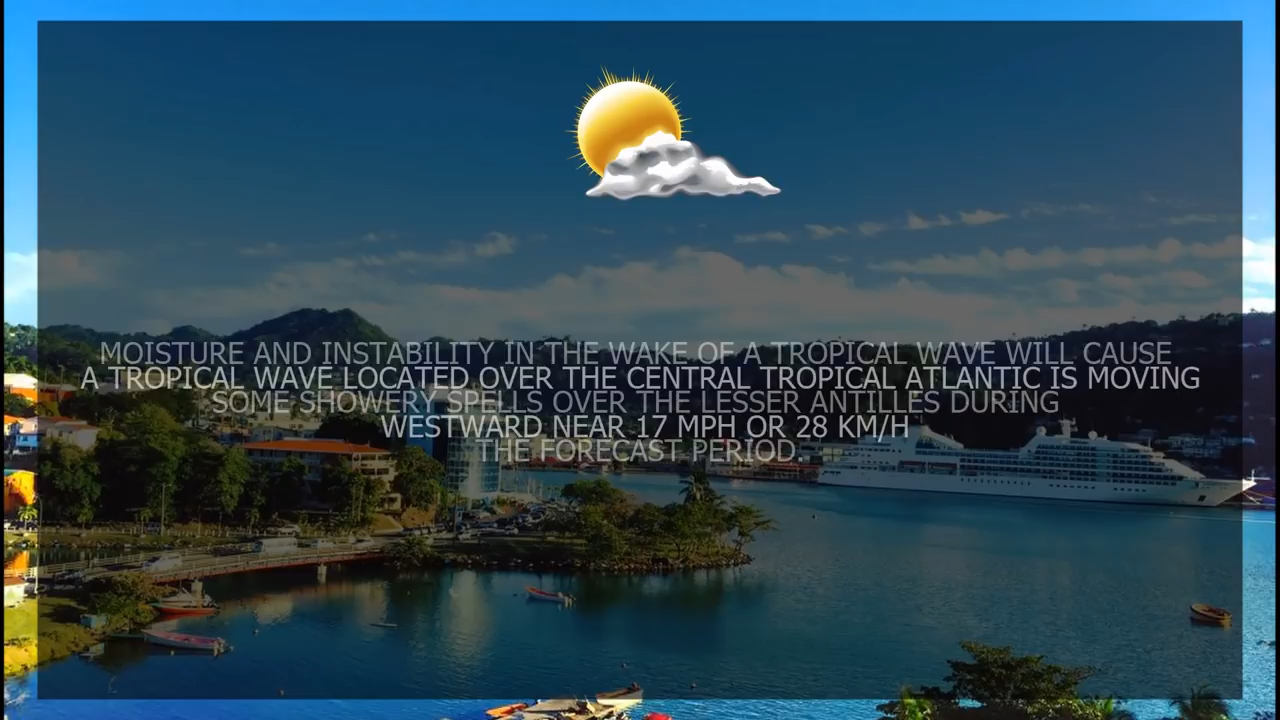 MOISTURE AND INSTABILITY IN THE WAKE OF A TROPICAL WAVE WILL CAUSE
A TROPICAL WAVE LOCATED OVER THE CENTRAL TROPICAL ATLANTIC IS MOVING
SOME SHOWERY SPELLS OVER THE LESSER ANTILLES DURING
WESTWARD NEAR 17 MPH OR 28 KM/H
THE FORECAST PERIOD.